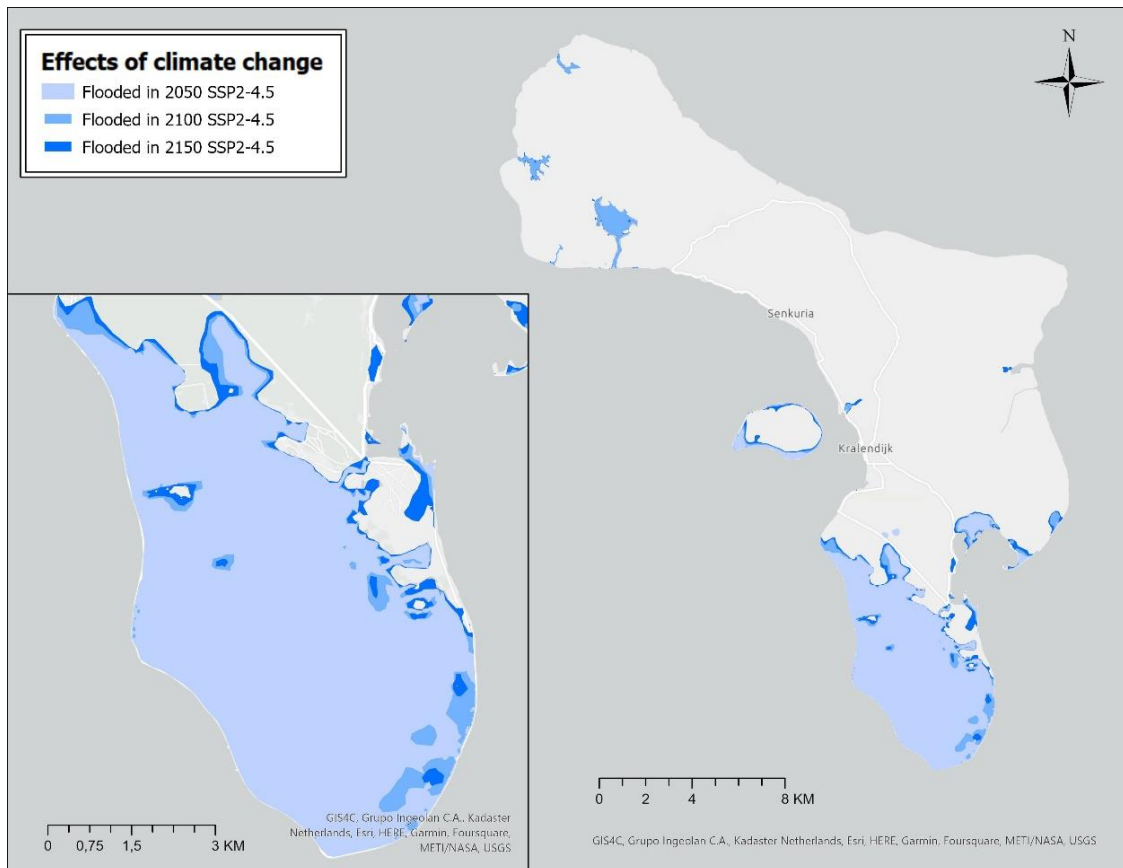 Effects of climate change
Flooded in 2050 SSP2-4.5
Flooded in 2100 SSP2-4.5
Flooded in 2150 SSP2-4.5
N
Senkuria
Kralendijk
0 2 4 6 8 KM
GIS4C, Grupo Ingeolan C.A., Kadaster Netherlands, Esri, HERE, Garmin, Foursquare, METI/NASA, USGS
0 0,75 1,5 3 KM
GIS4C, Grupo Ingeolan C.A., Kadaster
Netherlands, Esri, HERE, Garmin, Foursquare,
METI/NASA, USGS